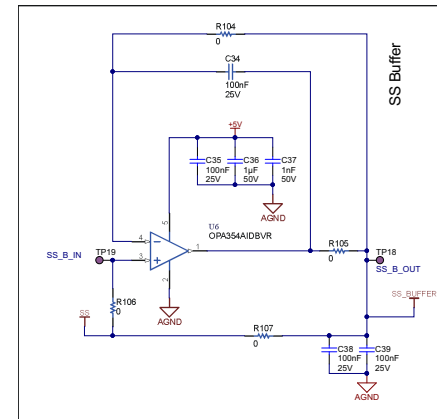 R104
0
C34
100nF
25V
SS Buffer
+5V
C35
100nF
25V
C36
1µF
50V
C37
1nF
50V
AGND
5
U6
OPA354AIDBVR
4
3
1
2
SS_B_IN
TP19
R105
0
TP18
SS_B_OUT
SS_BUFFER
R106
0
AGND
SS
R107
0
C38
100nF
25V
C39
100nF
25V
AGND